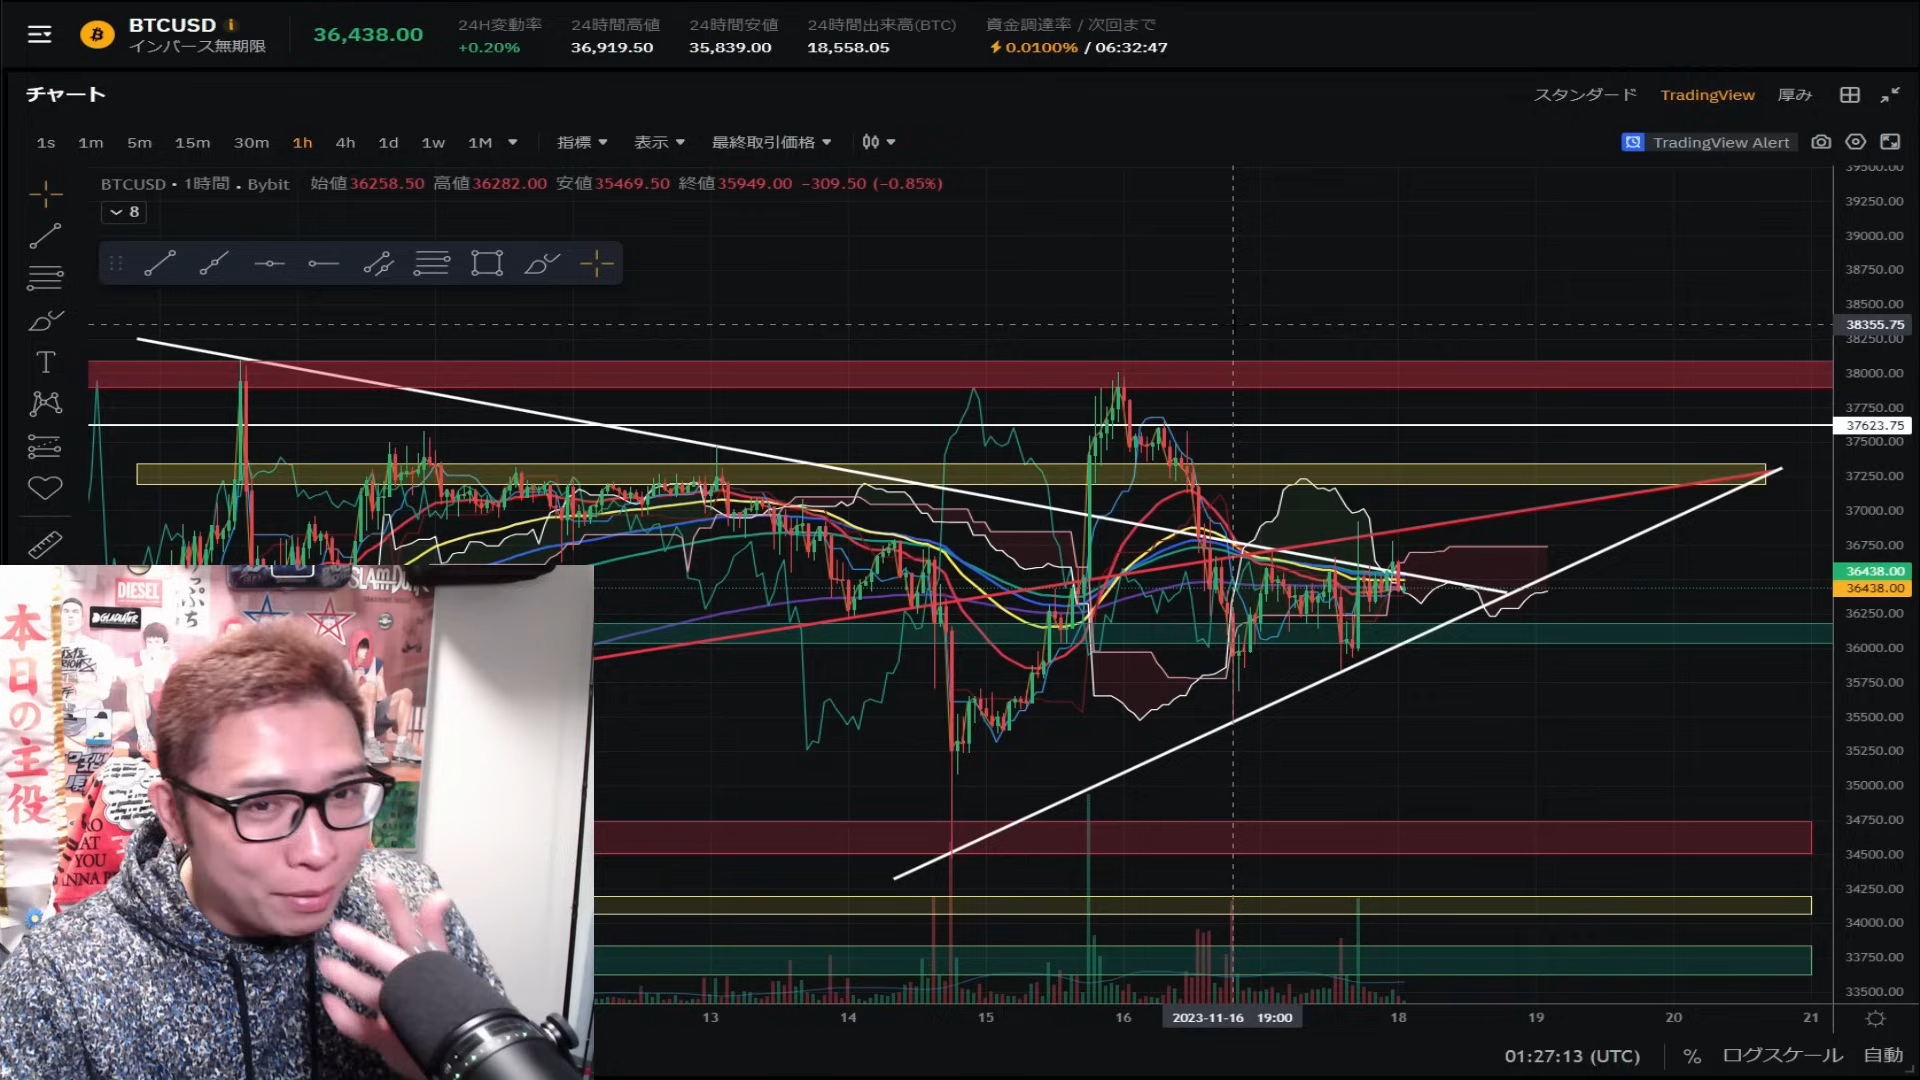 BTCUSD
インバース無期限
36,438.00
24H変動率
+0.20%
24時間高値
36,919.50
24時間安値
35,839.00
24時間出来高(BTC)
18,558.05
資金調達率 / 次回まで
0.0100% / 06:32:47
チャート
スタンダード TradingView 厚み
1s 1m 5m 15m 30m 1h 4h 1d 1w 1M 指標 表示 最終取引価格
TradingView Alert
BTCUSD • 1時間 . Bybit 始値36258.50 高値36282.00 安値35469.50 終値35949.00 −309.50 (−0.85%)
8
39500.00
39250.00
39000.00
38750.00
38500.00
38355.75
38250.00
38000.00
37750.00
37623.75
37500.00
37250.00
37000.00
36750.00
36438.00
36438.00
36250.00
36000.00
35750.00
35500.00
35250.00
35000.00
34750.00
34500.00
34250.00
34000.00
33750.00
33500.00
DIESEL
SLAM DUNK
本日の主役
AT
YOU
13 14 15 16 2023-11-16 19:00 18 19 20 21
01:27:13 (UTC) % ログスケール 自動